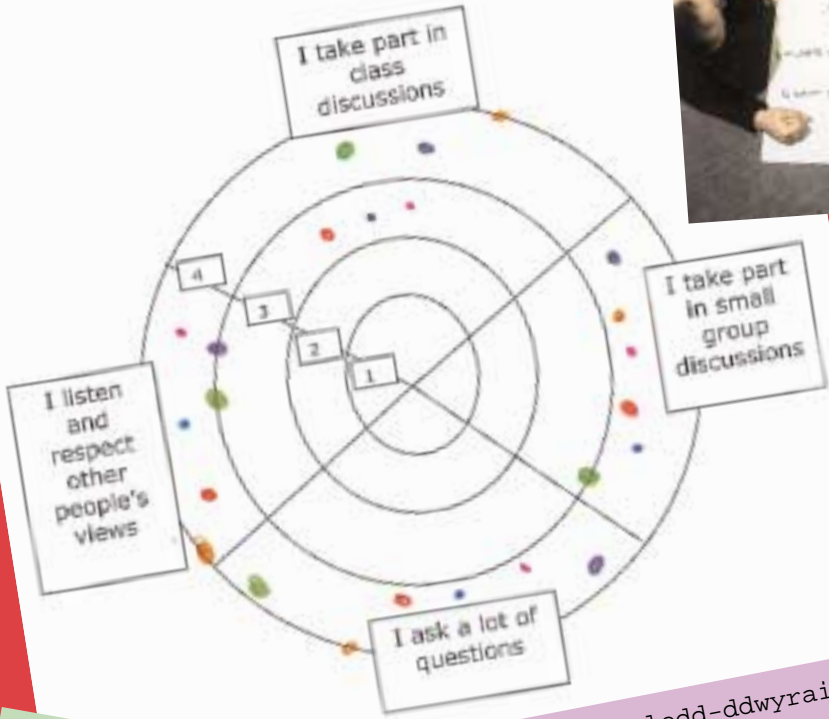 I take part in
class
discussions
4
3
2
1
I take part
in small
group
discussions
I listen
and
respect
other
people's
views
I ask a lot of
questions